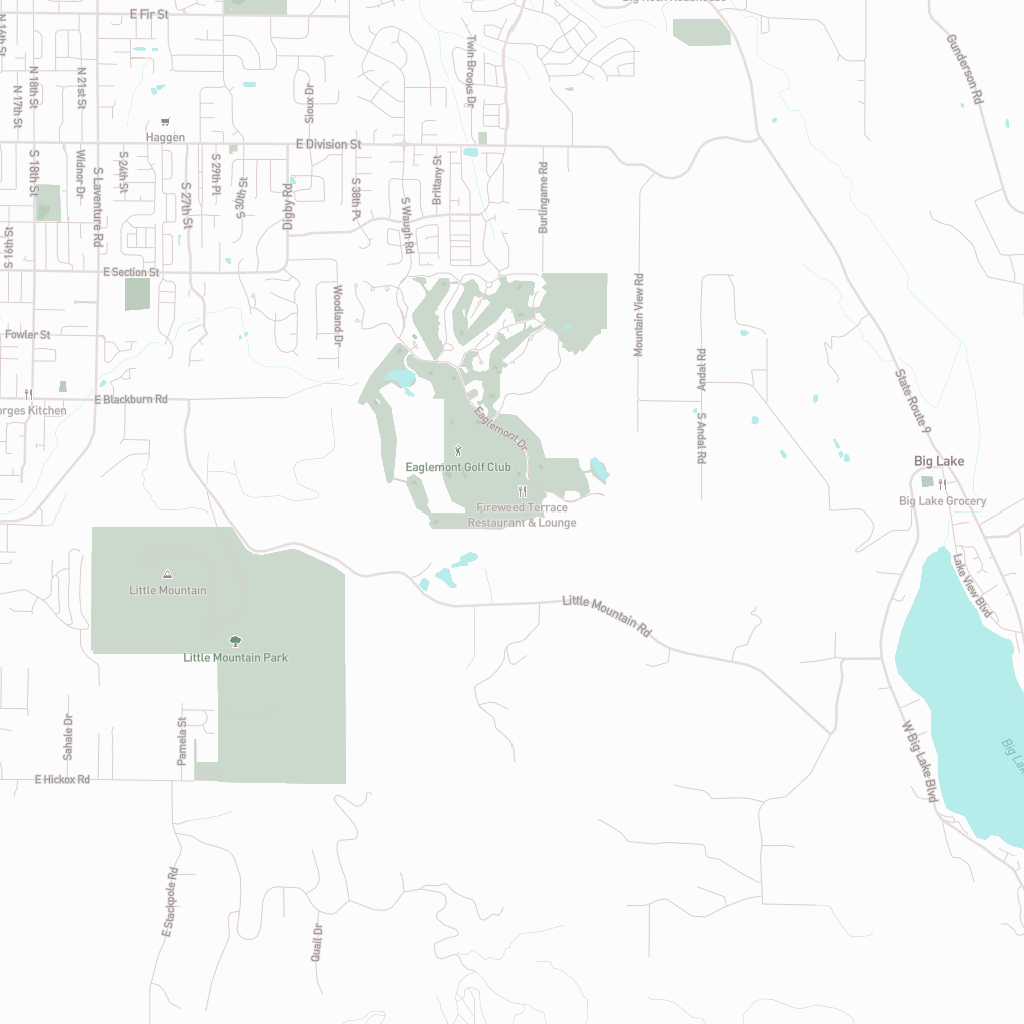 E Fir St
Big Rock Roadhouse
N 16th St
N 18th St
N 21st St
N 17th St
Twin Brooks Dr
Gunderson Rd
Sioux Dr
Haggen
E Division St
S 18th St
Widnor Dr
S 24th St
S 29th Pl
S 30th St
S 38th Pl
Brittany St
Burlingame Rd
S Laventure Rd
S 27th St
Digby Rd
S Waugh Rd
S 16th St
E Section St
Woodland Dr
Mountain View Rd
Fowler St
Andal Rd
State Route 9
E Blackburn Rd
orges Kitchen
Eaglemont Dr
S Andal Rd
Eaglemont Golf Club
Big Lake
Big Lake Grocery
Fireweed Terrace
Restaurant & Lounge
Little Mountain
Lake View Blvd
Little Mountain Rd
Little Mountain Park
Sahale Dr
Pamela St
W Big Lake Blvd
Big Lak
E Hickox Rd
E Stackpole Rd
Quail Dr